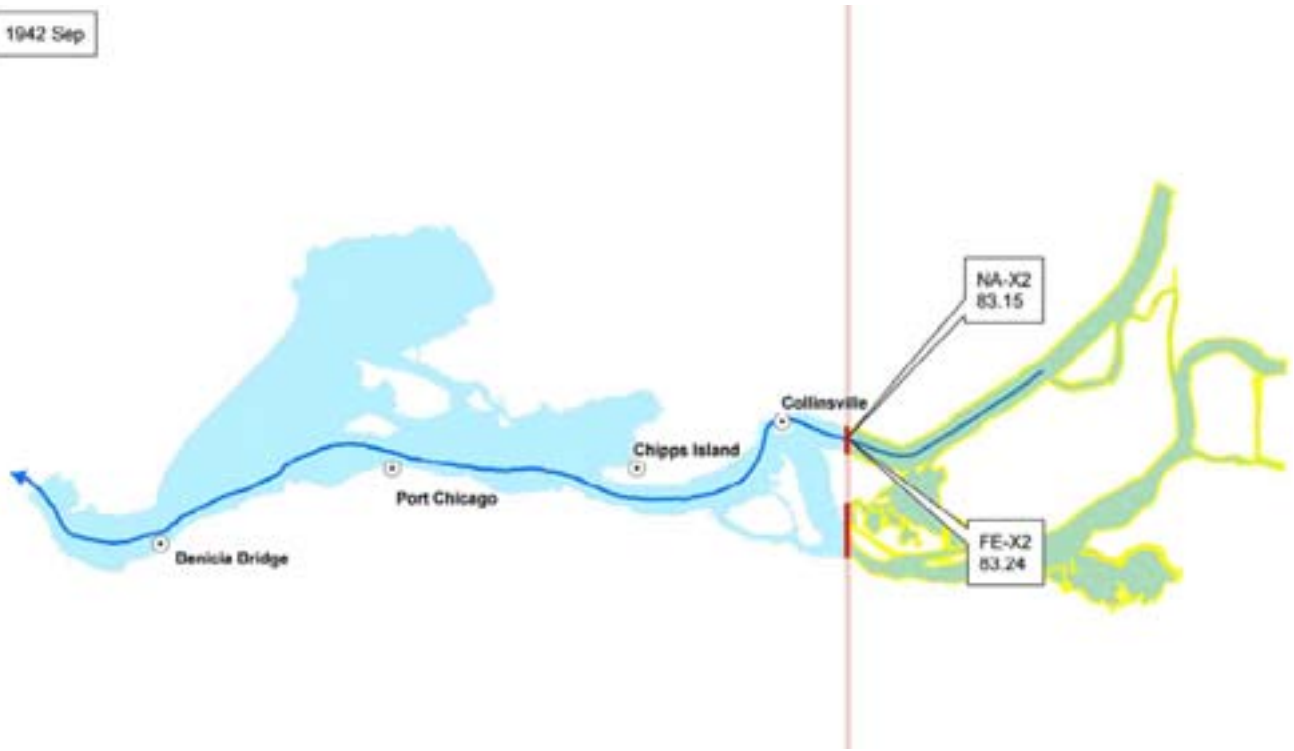 1942 Sep
NA-X2
83.15
Collinsville
Chipps Island
Port Chicago
Benicia Bridge
FE-X2
83.24